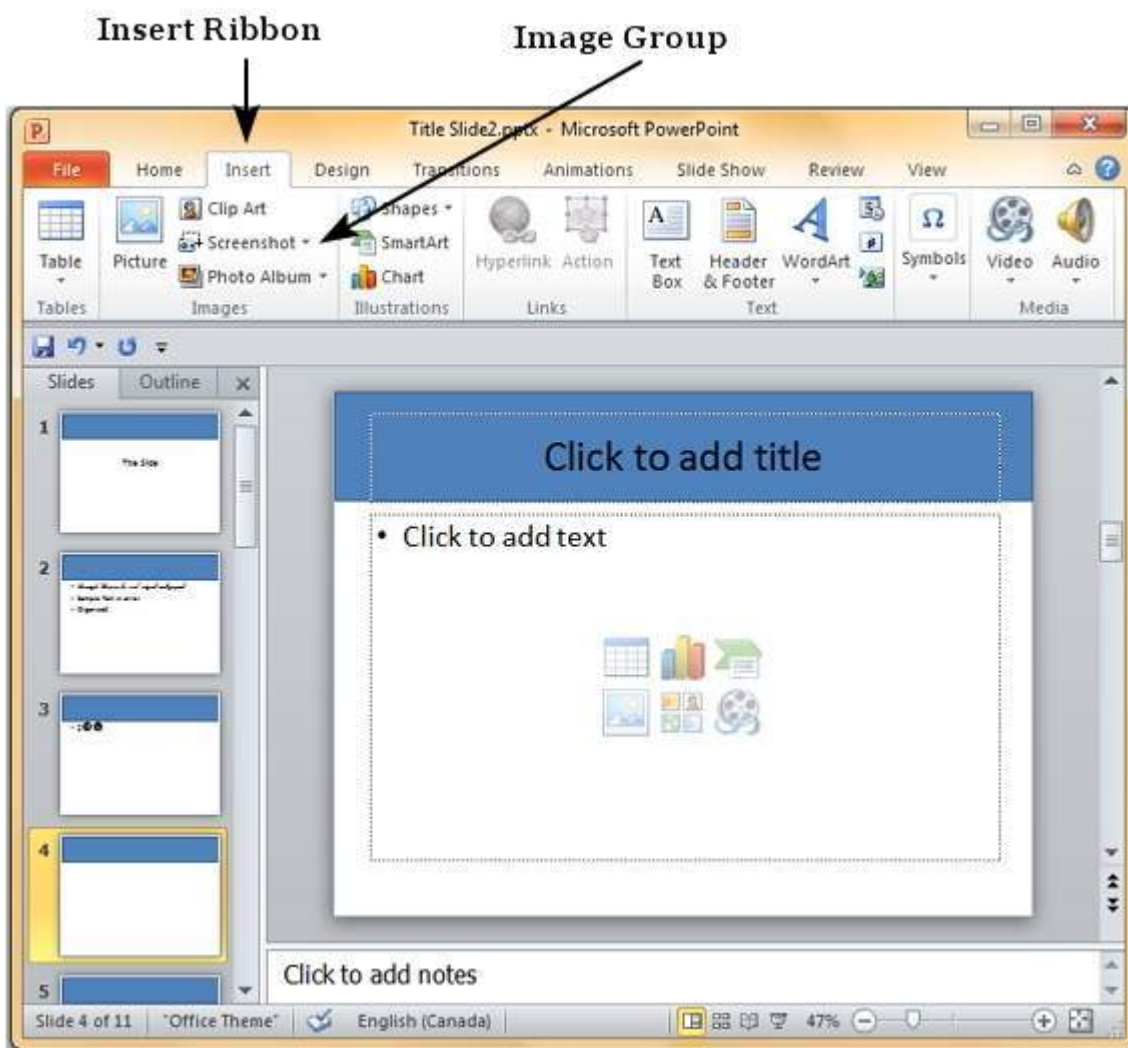 Insert Ribbon
Image Group
Title Slide2.pptx - Microsoft PowerPoint
File Home Insert Design Transitions Animations Slide Show Review View
Table
Picture
Clip Art
Screenshot
Photo Album
Shapes
SmartArt
Chart
Hyperlink Action
Text Box
Header & Footer
WordArt
Symbols
Video Audio
Tables Images Illustrations Links Text Media
Slides Outline
1
2
3
4
5
Click to add title
• Click to add text
Click to add notes
Slide 4 of 11 "Office Theme" English (Canada) 47%